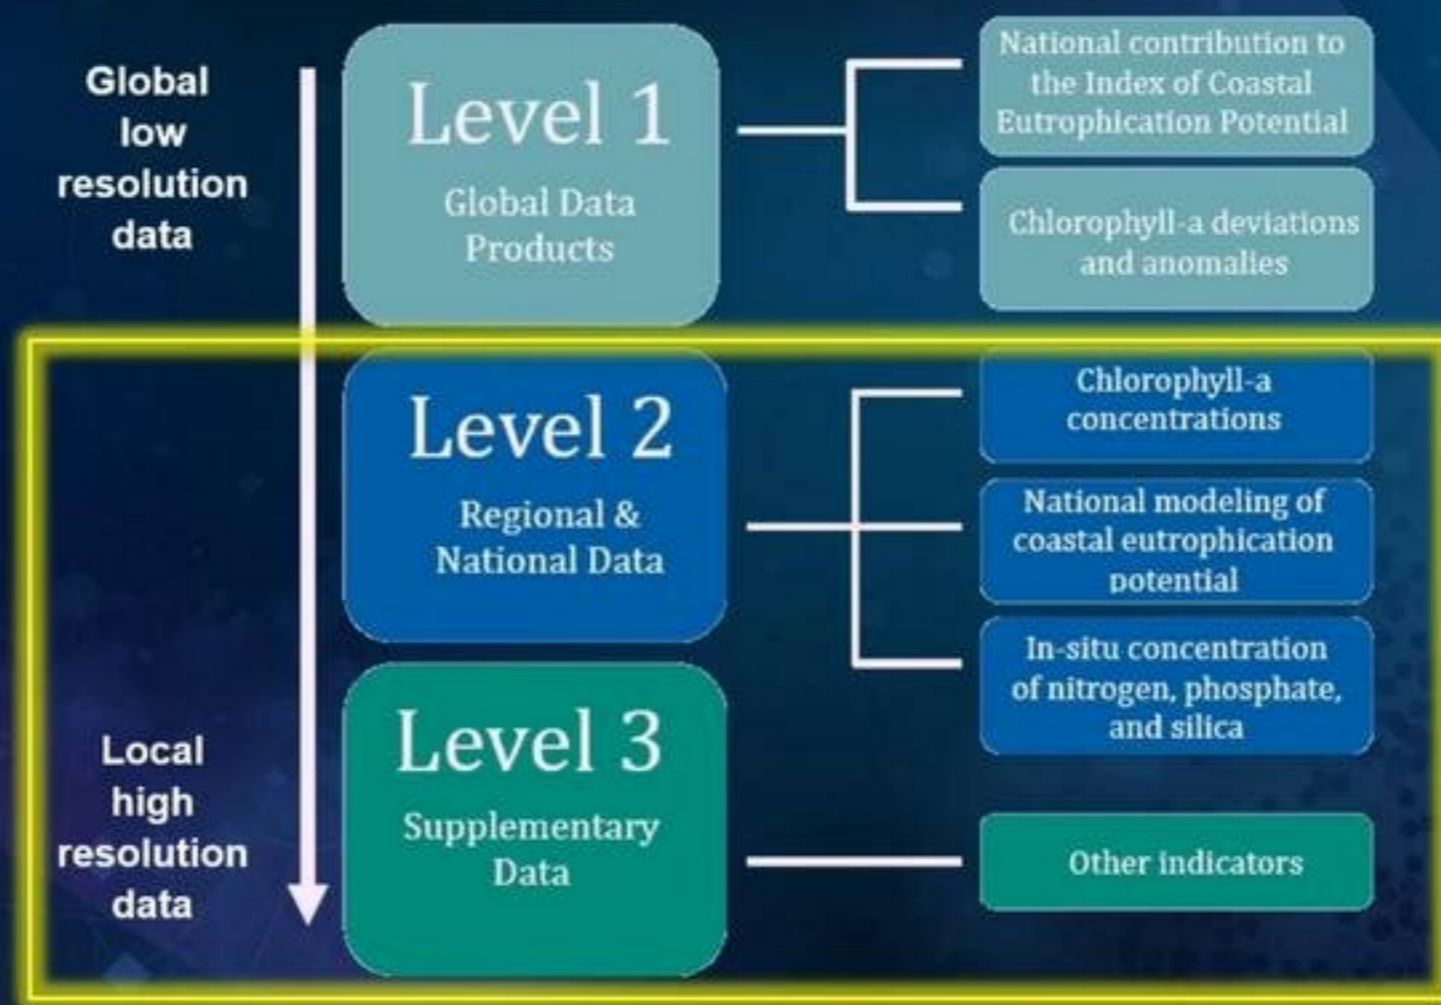 Global
low
resolution
data
Level 1
Global Data
Products
National contribution to
the Index of Coastal
Eutrophication Potential
Chlorophyll-a deviations
and anomalies
Level 2
Regional &
National Data
Chlorophyll-a
concentrations
National modeling of
coastal eutrophication
potential
In-situ concentration
of nitrogen, phosphate,
and silica
Local
high
resolution
data
Level 3
Supplementary
Data
Other indicators